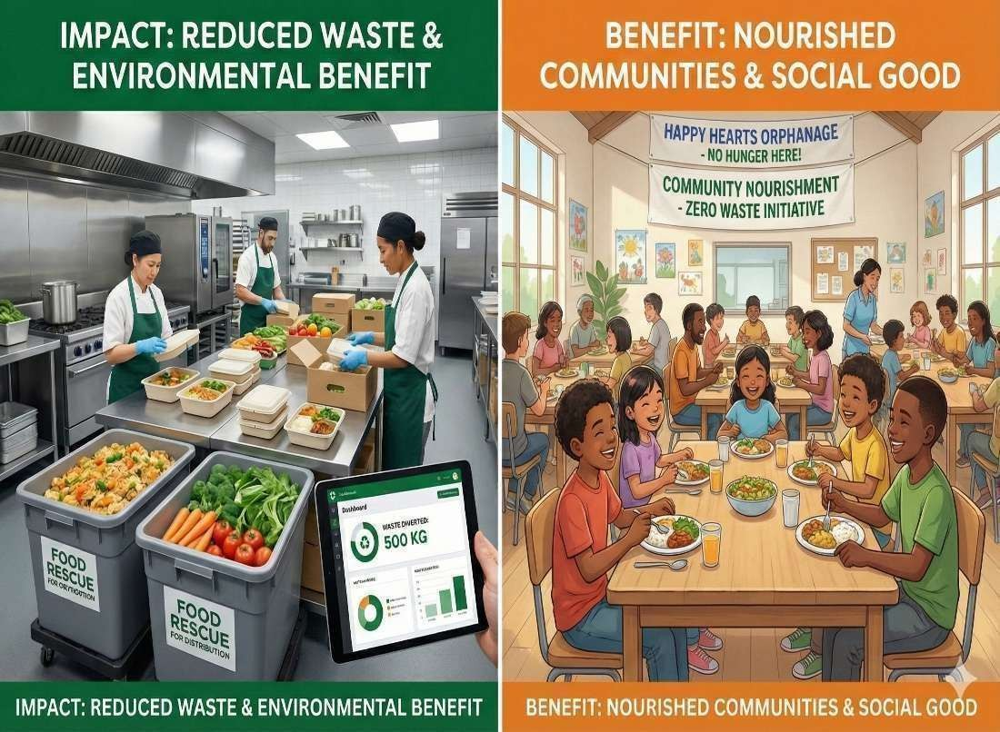 IMPACT: REDUCED WASTE &
ENVIRONMENTAL BENEFIT
BENEFIT: NOURISHED
COMMUNITIES & SOCIAL GOOD
HAPPY HEARTS ORPHANAGE
- NO HUNGER HERE!
COMMUNITY NOURISHMENT
- ZERO WASTE INITIATIVE
FOOD
RESCUE
FOR
FOOD
RESCUE
FOR DISTRIBUTION
Dashboard
WASTE DIVERTED:
500 KG
IMPACT: REDUCED WASTE & ENVIRONMENTAL BENEFIT
BENEFIT: NOURISHED COMMUNITIES & SOCIAL GOOD